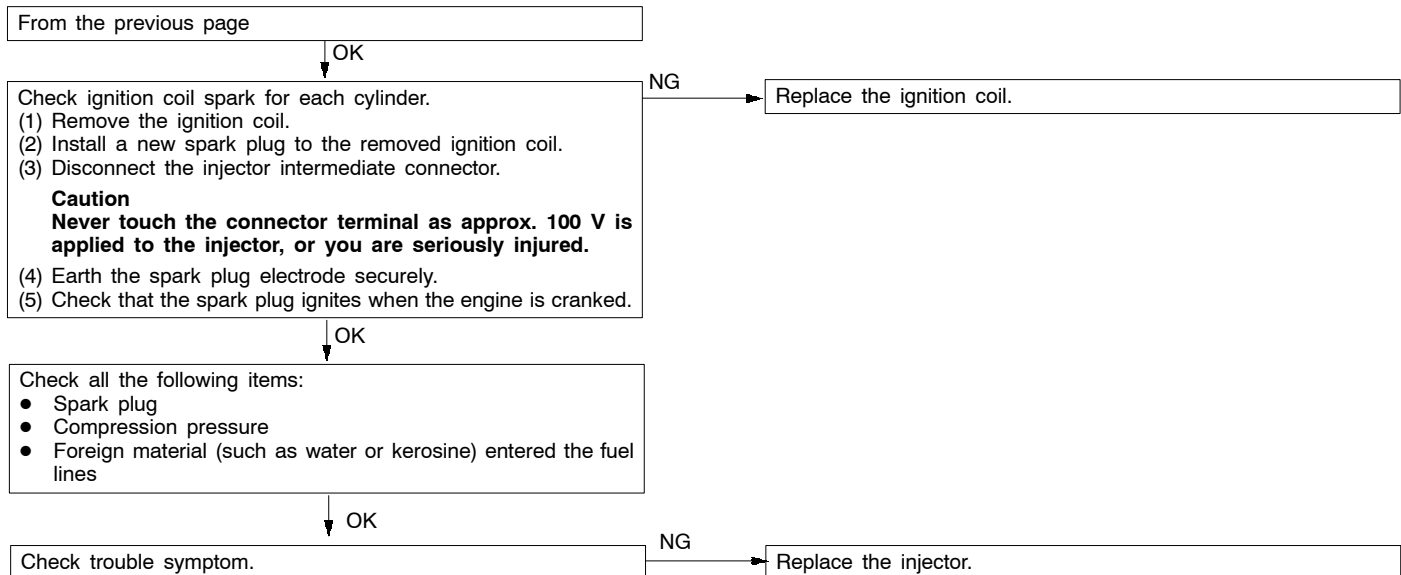 From the previous page
OK
Check ignition coil spark for each cylinder.
(1) Remove the ignition coil.
(2) Install a new spark plug to the removed ignition coil.
(3) Disconnect the injector intermediate connector.
Caution
Never touch the connector terminal as approx. 100 V is
applied to the injector, or you are seriously injured.
(4) Earth the spark plug electrode securely.
(5) Check that the spark plug ignites when the engine is cranked.
NG
Replace the ignition coil.
OK
Check all the following items:
● Spark plug
● Compression pressure
● Foreign material (such as water or kerosine) entered the fuel
lines
OK
Check trouble symptom.
NG
Replace the injector.